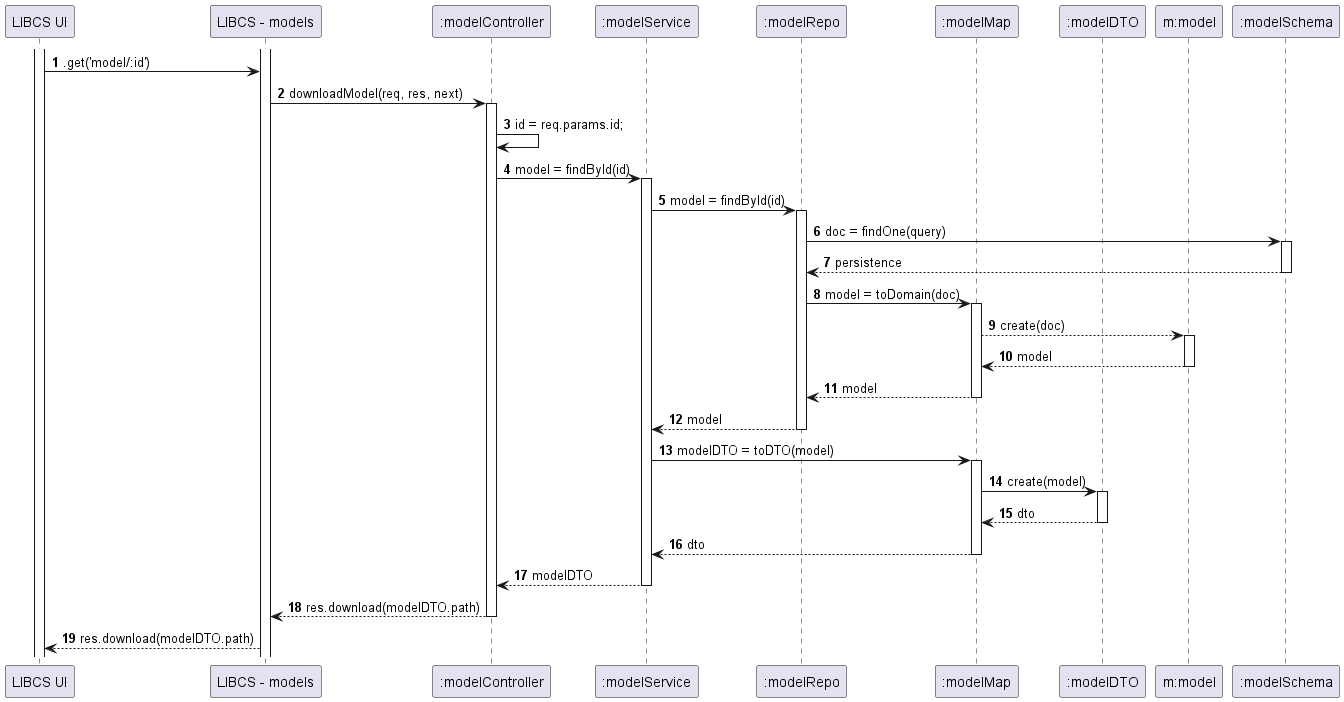 LIBCS UI
LIBCS - models
:modelController
:modelService
:modelRepo
:modelMap
:modelDTO
m:model
:modelSchema
1 .get('model/:id')
2 downloadModel(req, res, next)
3 id = req.params.id;
4 model = findById(id)
5 model = findById(id)
6 doc = findOne(query)
7 persistence
8 model = toDomain(doc)
9 create(doc)
10 model
11 model
12 model
13 modelDTO = toDTO(model)
14 create(model)
15 dto
16 dto
17 modelDTO
18 res.download(modelDTO.path)
19 res.download(modelDTO.path)
LIBCS UI
LIBCS - models
:modelController
:modelService
:modelRepo
:modelMap
:modelDTO
m:model
:modelSchema